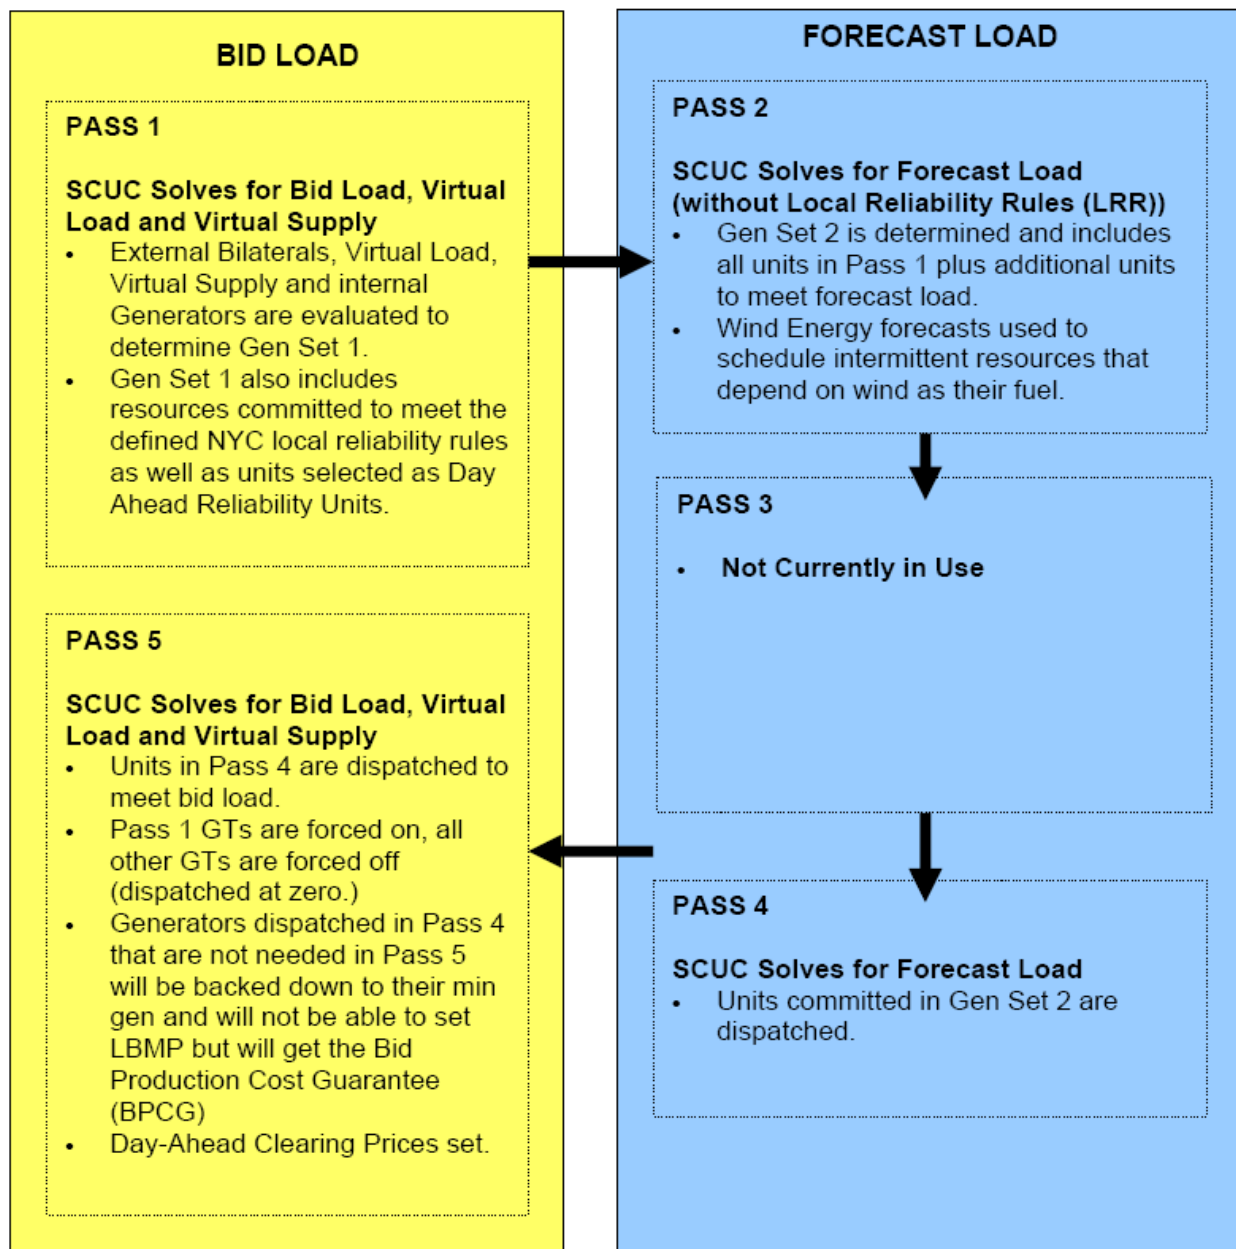 BID LOAD
PASS 1
SCUC Solves for Bid Load, Virtual
Load and Virtual Supply
• External Bilaterals, Virtual Load,
Virtual Supply and internal
Generators are evaluated to
determine Gen Set 1.
• Gen Set 1 also includes
resources committed to meet the
defined NYC local reliability rules
as well as units selected as Day
Ahead Reliability Units.
FORECAST LOAD
PASS 2
SCUC Solves for Forecast Load
(without Local Reliability Rules (LRR))
• Gen Set 2 is determined and includes
all units in Pass 1 plus additional units
to meet forecast load.
• Wind Energy forecasts used to
schedule intermittent resources that
depend on wind as their fuel.
PASS 3
• Not Currently in Use
PASS 4
SCUC Solves for Forecast Load
• Units committed in Gen Set 2 are
dispatched.
PASS 5
SCUC Solves for Bid Load, Virtual
Load and Virtual Supply
• Units in Pass 4 are dispatched to
meet bid load.
• Pass 1 GTs are forced on, all
other GTs are forced off
(dispatched at zero.)
• Generators dispatched in Pass 4
that are not needed in Pass 5
will be backed down to their min
gen and will not be able to set
LBMP but will get the Bid
Production Cost Guarantee
(BPCG)
• Day-Ahead Clearing Prices set.